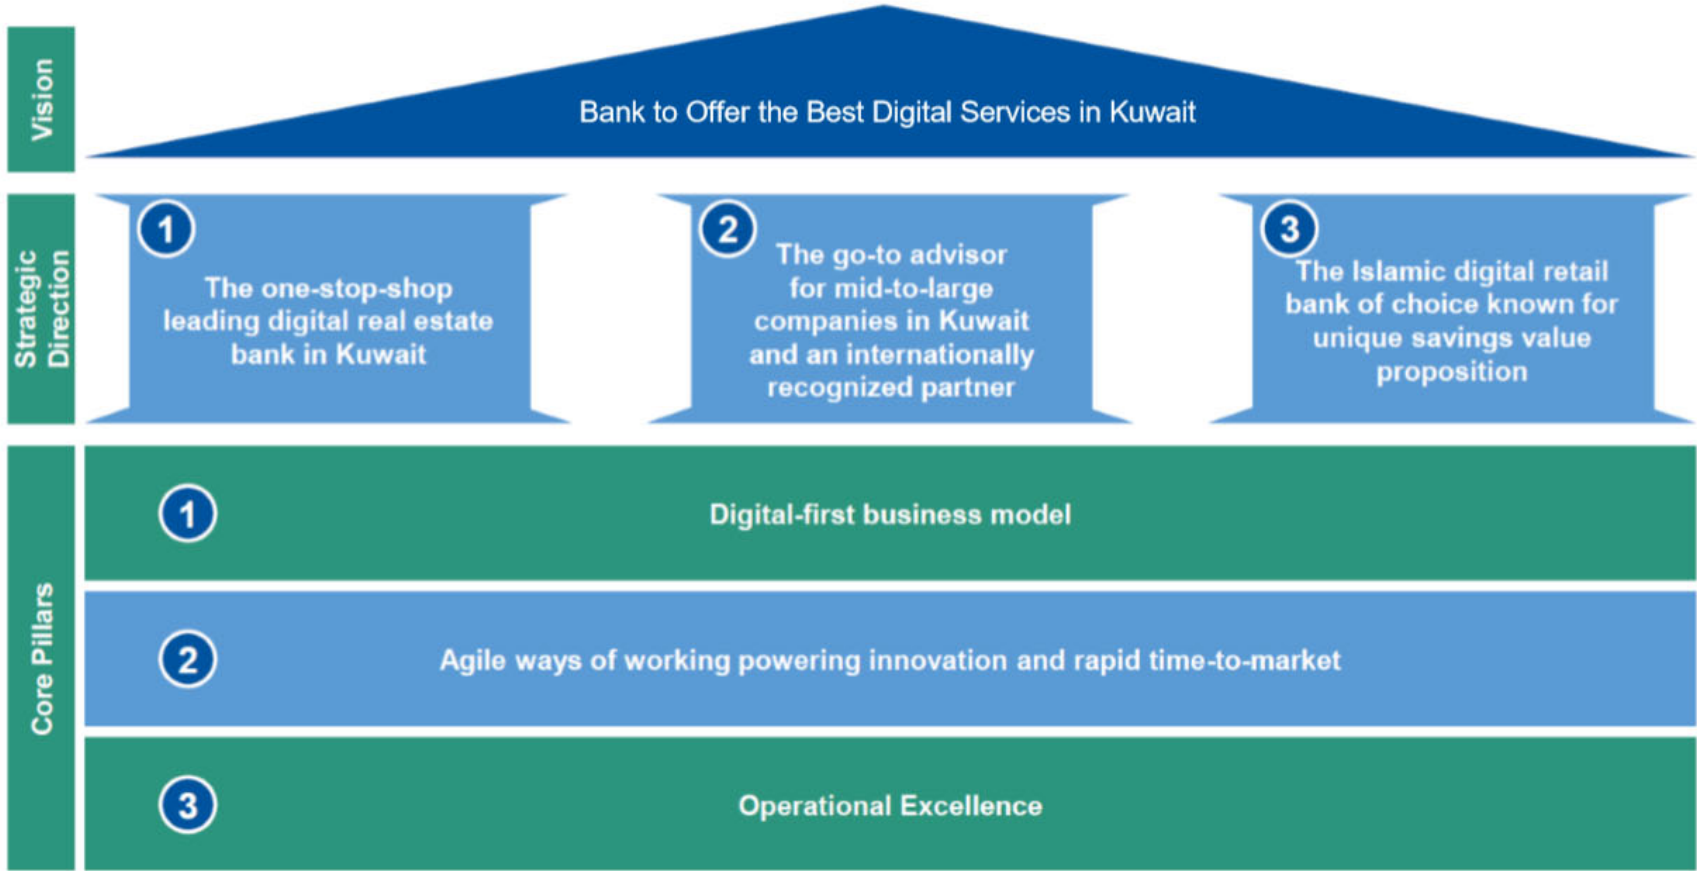 Vision
Bank to Offer the Best Digital Services in Kuwait
Strategic
Direction
1
The one-stop-shop
leading digital real estate
bank in Kuwait
2
The go-to advisor
for mid-to-large
companies in Kuwait
and an internationally
recognized partner
3
The Islamic digital retail
bank of choice known for
unique savings value
proposition
Core Pillars
1
Digital-first business model
2
Agile ways of working powering innovation and rapid time-to-market
3
Operational Excellence